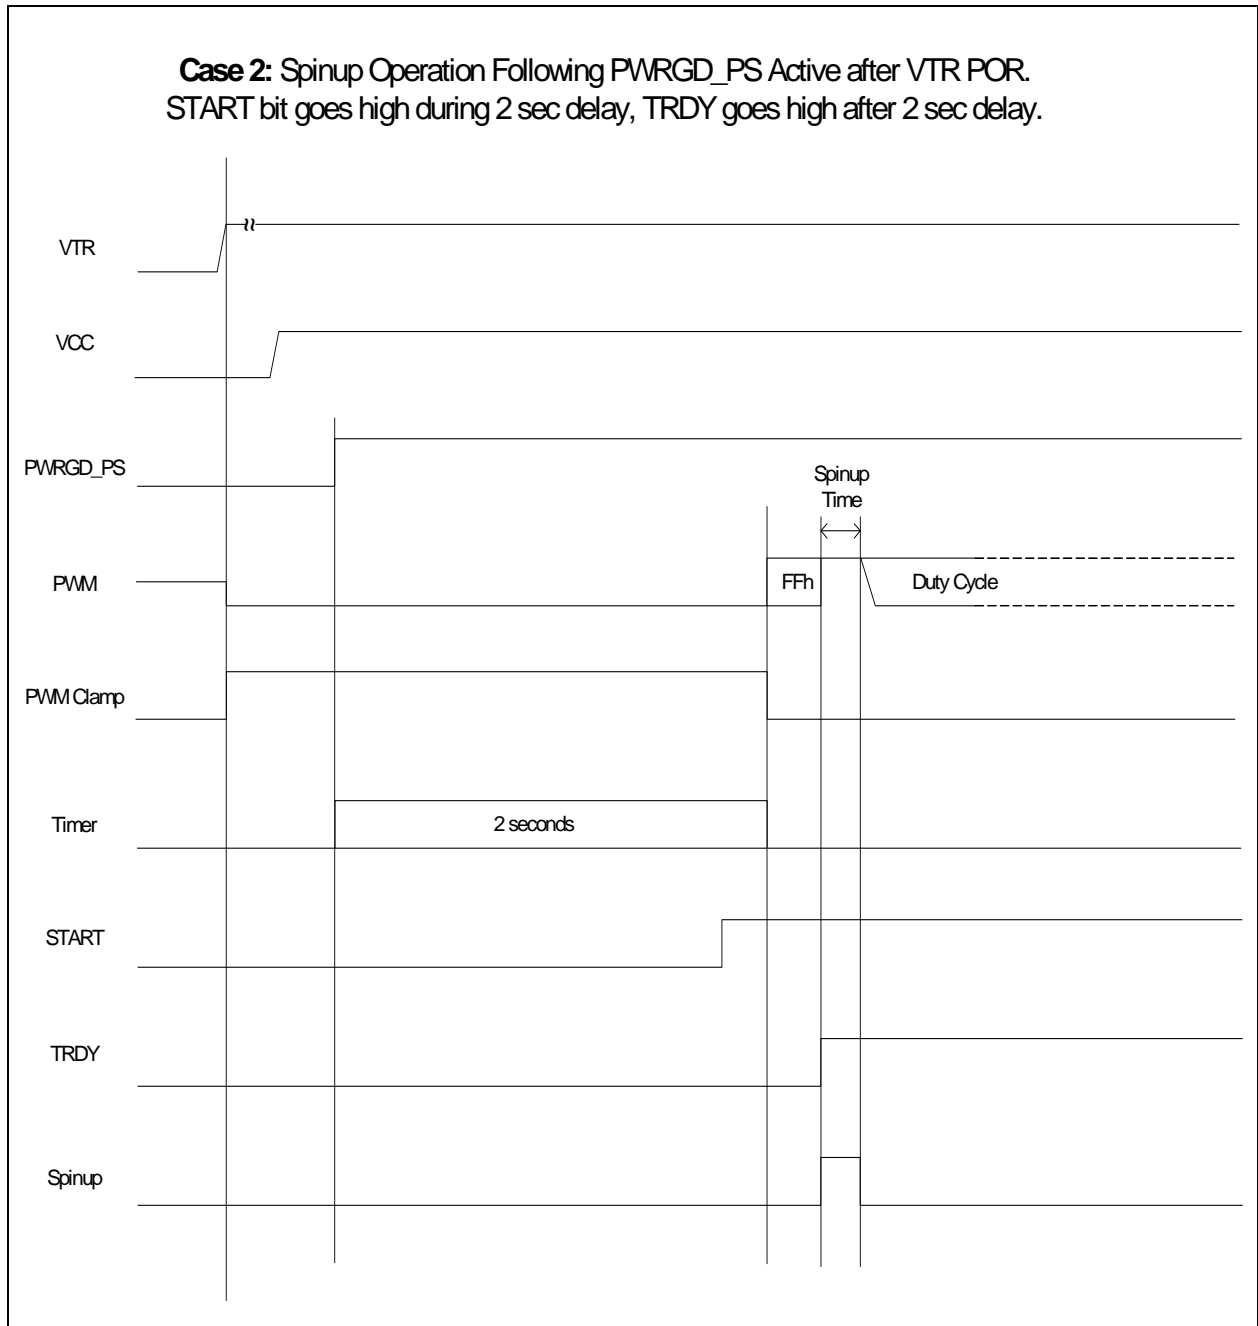 Case 2: Spinup Operation Following PWRGD_PS Active after VTR POR.
START bit goes high during 2 sec delay, TRDY goes high after 2 sec delay.
VTR
VCC
PWRGD_PS
Spinup
Time
PWM
FFh
Duty Cycle
PWM Clamp
Timer
2 seconds
START
TRDY
Spinup